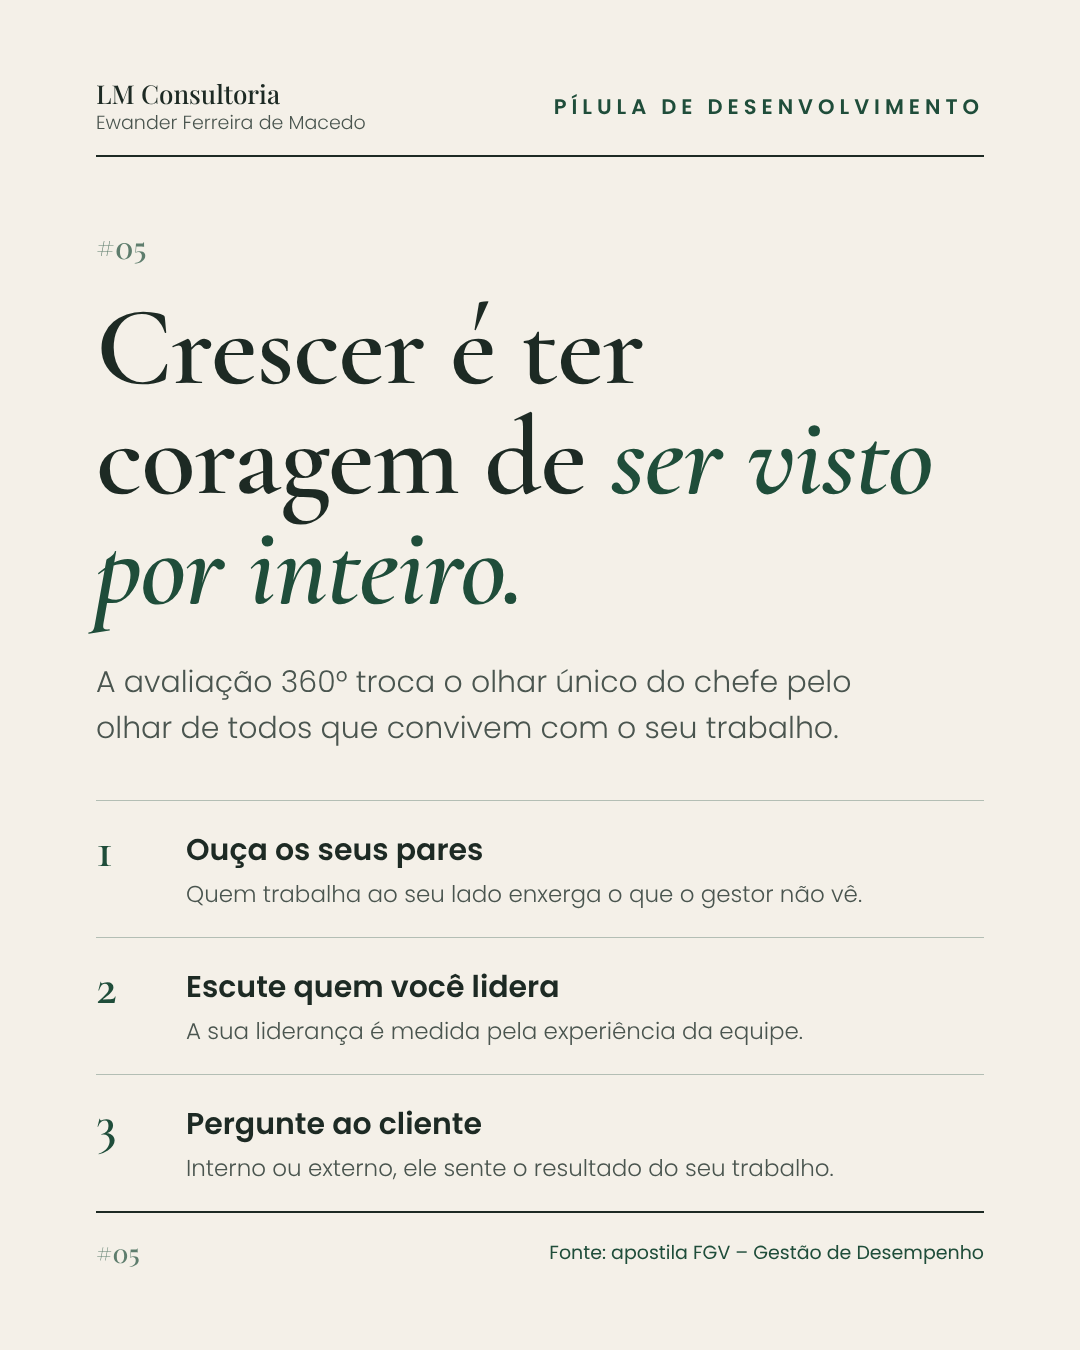 LM Consultoria
Ewander Ferreira de Macedo
PÍLULA DE DESENVOLVIMENTO
#05
Crescer é ter
coragem de ser visto
por inteiro.
A avaliação 360º troca o olhar único do chefe pelo
olhar de todos que convivem com o seu trabalho.
1
Ouça os seus pares
Quem trabalha ao seu lado enxerga o que o gestor não vê.
2
Escute quem você lidera
A sua liderança é medida pela experiência da equipe.
3
Pergunte ao cliente
Interno ou externo, ele sente o resultado do seu trabalho.
#05
Fonte: apostila FGV – Gestão de Desempenho